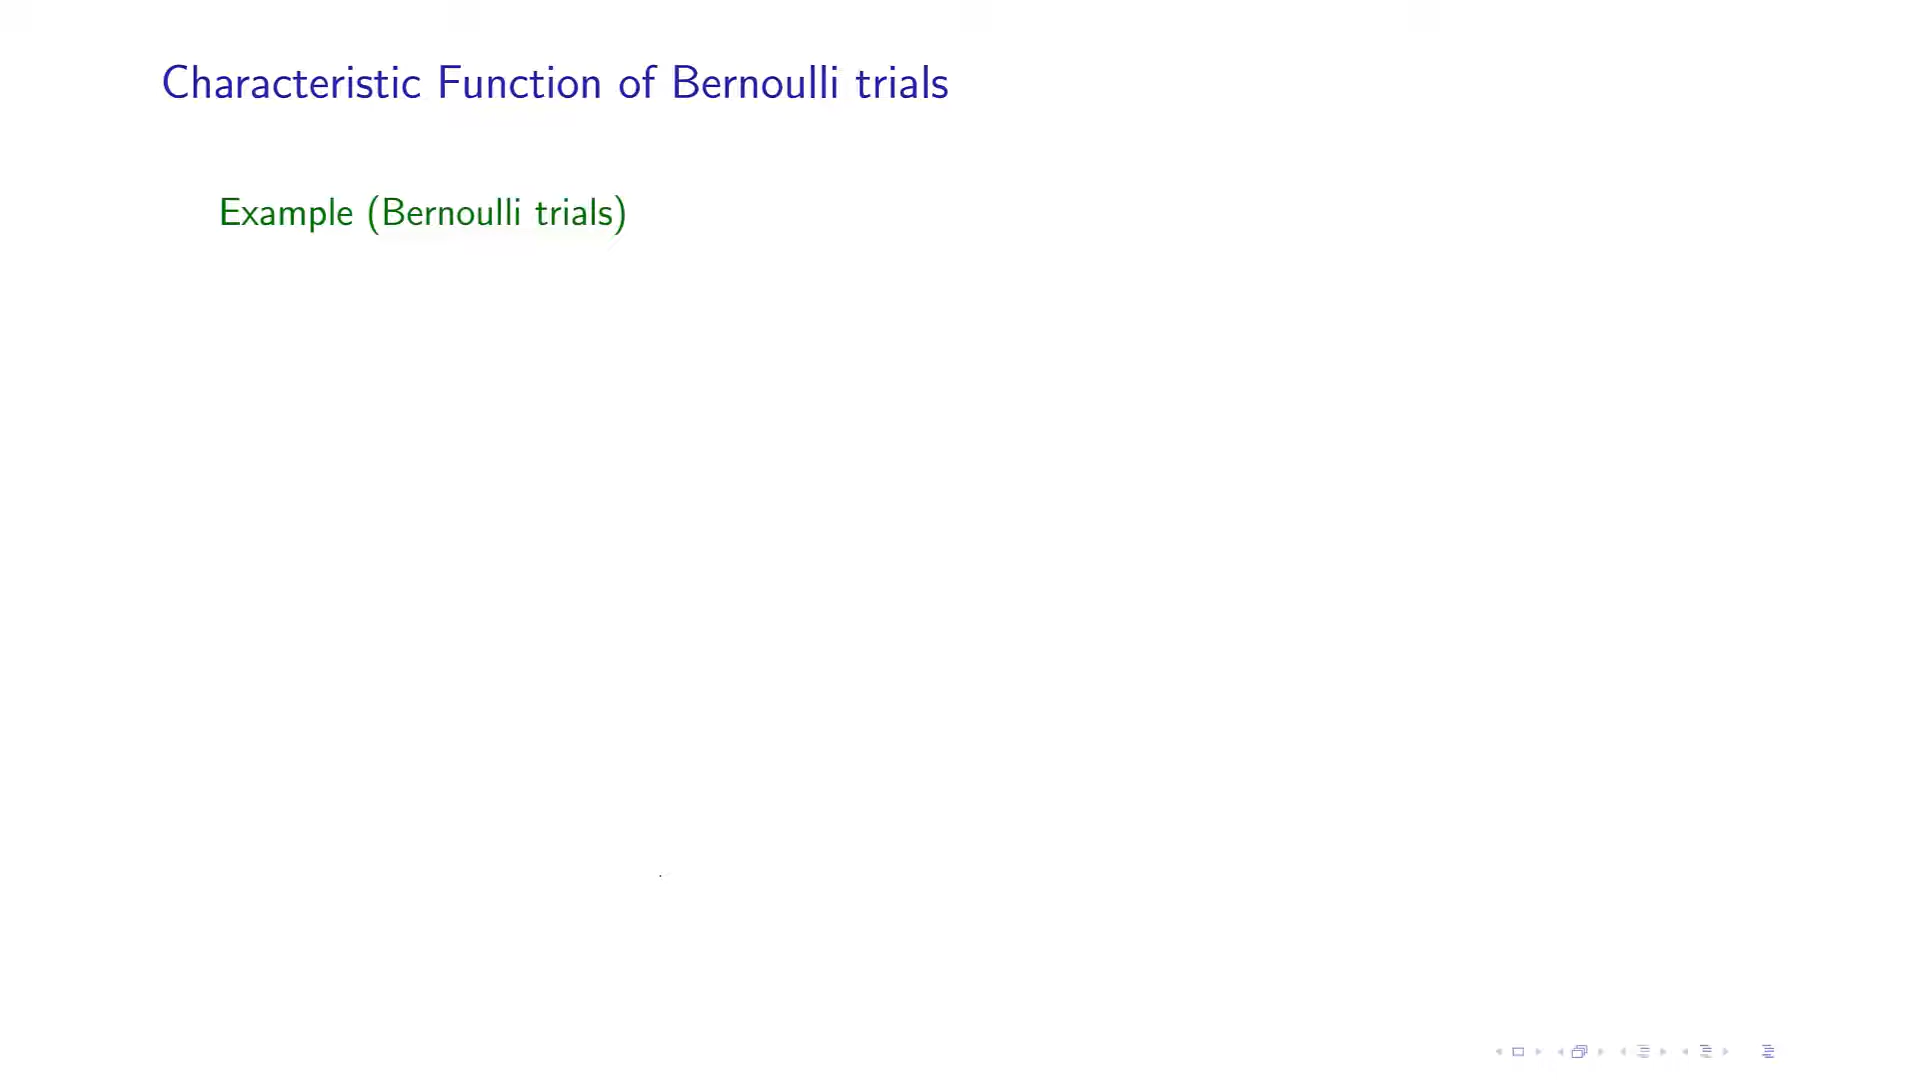 Characteristic Function of Bernoulli trials
Example (Bernoulli trials)